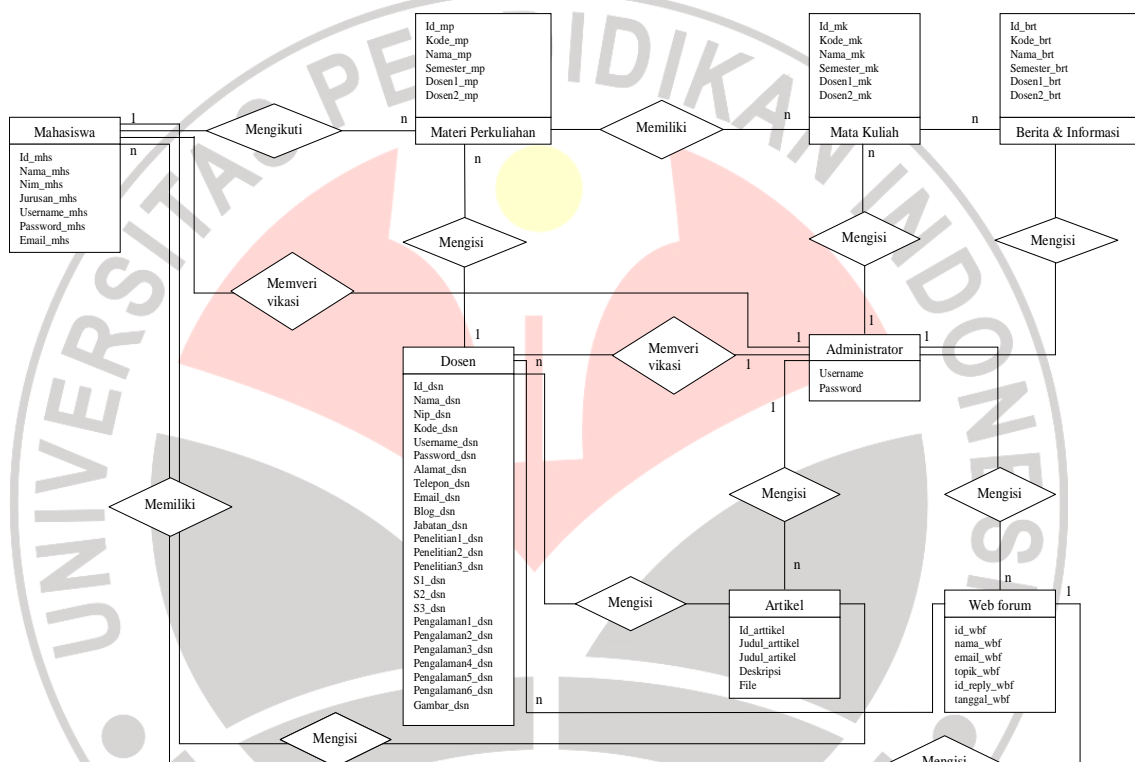 Id_mp
Kode_mp
Nama_mp
Semester_mp
Dosen1_mp
Dosen2_mp
Materi Perkuliahan
Id_mk
Kode_mk
Nama_mk
Semester_mk
Dosen1_mk
Dosen2_mk
Mata Kuliah
Id_brt
Kode_brt
Nama_brt
Semester_brt
Dosen1_brt
Dosen2_brt
Berita & Informasi
Mahasiswa
Id_mhs
Nama_mhs
Nim_mhs
Jurusan_mhs
Username_mhs
Password_mhs
Email_mhs
1
n
Mengikuti
n
Memiliki
n
n
n
n
Mengisi
Mengisi
Mengisi
Memveri
vikasi
1
1
1
1
Dosen
Id_dsn
Nama_dsn
Nip_dsn
Kode_dsn
Username_dsn
Password_dsn
Alamat_dsn
Telepon_dsn
Email_dsn
Blog_dsn
Jabatan_dsn
Penelitian1_dsn
Penelitian2_dsn
Penelitian3_dsn
S1_dsn
S2_dsn
S3_dsn
Pengalaman1_dsn
Pengalaman2_dsn
Pengalaman3_dsn
Pengalaman4_dsn
Pengalaman5_dsn
Pengalaman6_dsn
Gambar_dsn
n
Memveri
vikasi
1
Administrator
Username
Password
1
Memiliki
Mengisi
Mengisi
n
n
1
Mengisi
Artikel
Id_arttikel
Judul_arttikel
Judul_artikel
Deskripsi
File
Web forum
id_wbf
nama_wbf
email_wbf
topik_wbf
id_reply_wbf
tanggal_wbf
n
Mengisi
Mengisi
UNIVERSITAS PENDIDIKAN INDONESIA